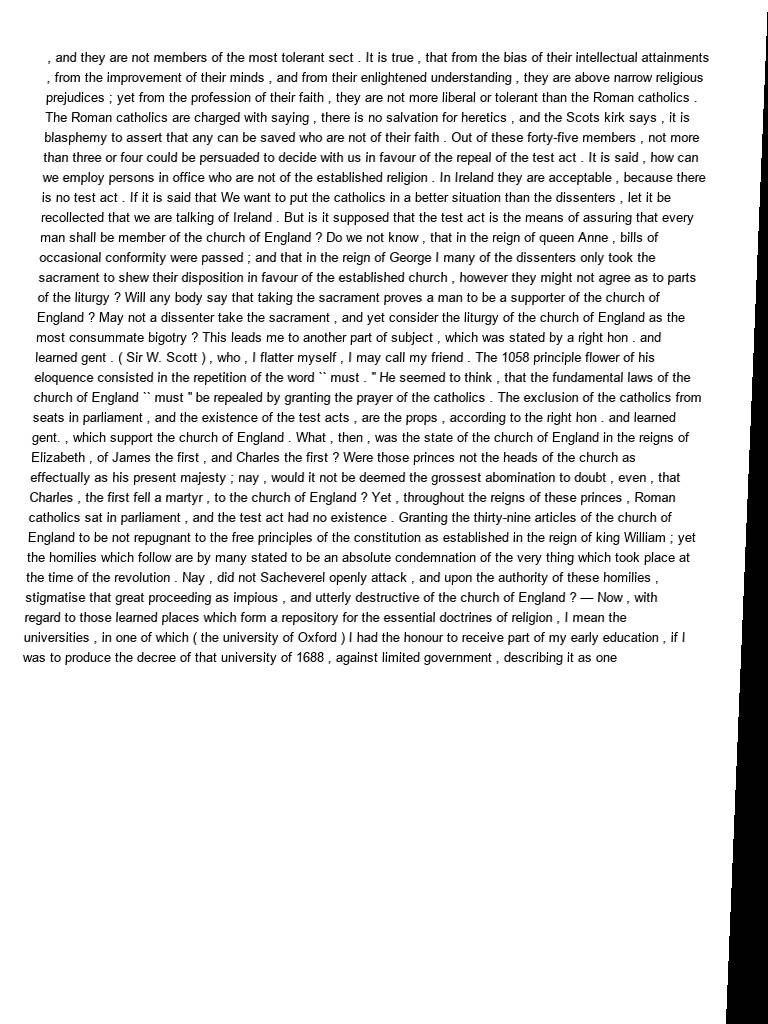 , and they are not members of the most tolerant sect . It is true , that from the bias of their intellectual attainments
, from the improvement of their minds , and from their enlightened understanding , they are above narrow religious
prejudices ; yet from the profession of their faith , they are not more liberal or tolerant than the Roman catholics .
The Roman catholics are charged with saying , there is no salvation for heretics , and the Scots kirk says , it is
blasphemy to assert that any can be saved who are not of their faith . Out of these forty-five members , not more
than three or four could be persuaded to decide with us in favour of the repeal of the test act . It is said , how can
we employ persons in office who are not of the established religion . In Ireland they are acceptable , because there
is no test act . If it is said that We want to put the catholics in a better situation than the dissenters , let it be
recollected that we are talking of Ireland . But is it supposed that the test act is the means of assuring that every
man shall be member of the church of England ? Do we not know , that in the reign of queen Anne , bills of
occasional conformity were passed ; and that in the reign of George I many of the dissenters only took the
sacrament to shew their disposition in favour of the established church , however they might not agree as to parts
of the liturgy ? Will any body say that taking the sacrament proves a man to be a supporter of the church of
England ? May not a dissenter take the sacrament , and yet consider the liturgy of the church of England as the
most consummate bigotry ? This leads me to another part of subject , which was stated by a right hon . and
learned gent . ( Sir W. Scott ) , who , I flatter myself , I may call my friend . The 1058 principle flower of his
eloquence consisted in the repetition of the word `` must . '' He seemed to think , that the fundamental laws of the
church of England `` must '' be repealed by granting the prayer of the catholics . The exclusion of the catholics from
seats in parliament , and the existence of the test acts , are the props , according to the right hon . and learned
gent. , which support the church of England . What , then , was the state of the church of England in the reigns of
Elizabeth , of James the first , and Charles the first ? Were those princes not the heads of the church as
effectually as his present majesty ; nay , would it not be deemed the grossest abomination to doubt , even , that
Charles , the first fell a martyr , to the church of England ? Yet , throughout the reigns of these princes , Roman
catholics sat in parliament , and the test act had no existence . Granting the thirty-nine articles of the church of
England to be not repugnant to the free principles of the constitution as established in the reign of king William ; yet
the homilies which follow are by many stated to be an absolute condemnation of the very thing which took place at
the time of the revolution . Nay , did not Sacheverel openly attack , and upon the authority of these homilies ,
stigmatise that great proceeding as impious , and utterly destructive of the church of England ? — Now , with
regard to those learned places which form a repository for the essential doctrines of religion , I mean the
universities , in one of which ( the university of Oxford ) I had the honour to receive part of my early education , if I
was to produce the decree of that university of 1688 , against limited government , describing it as one